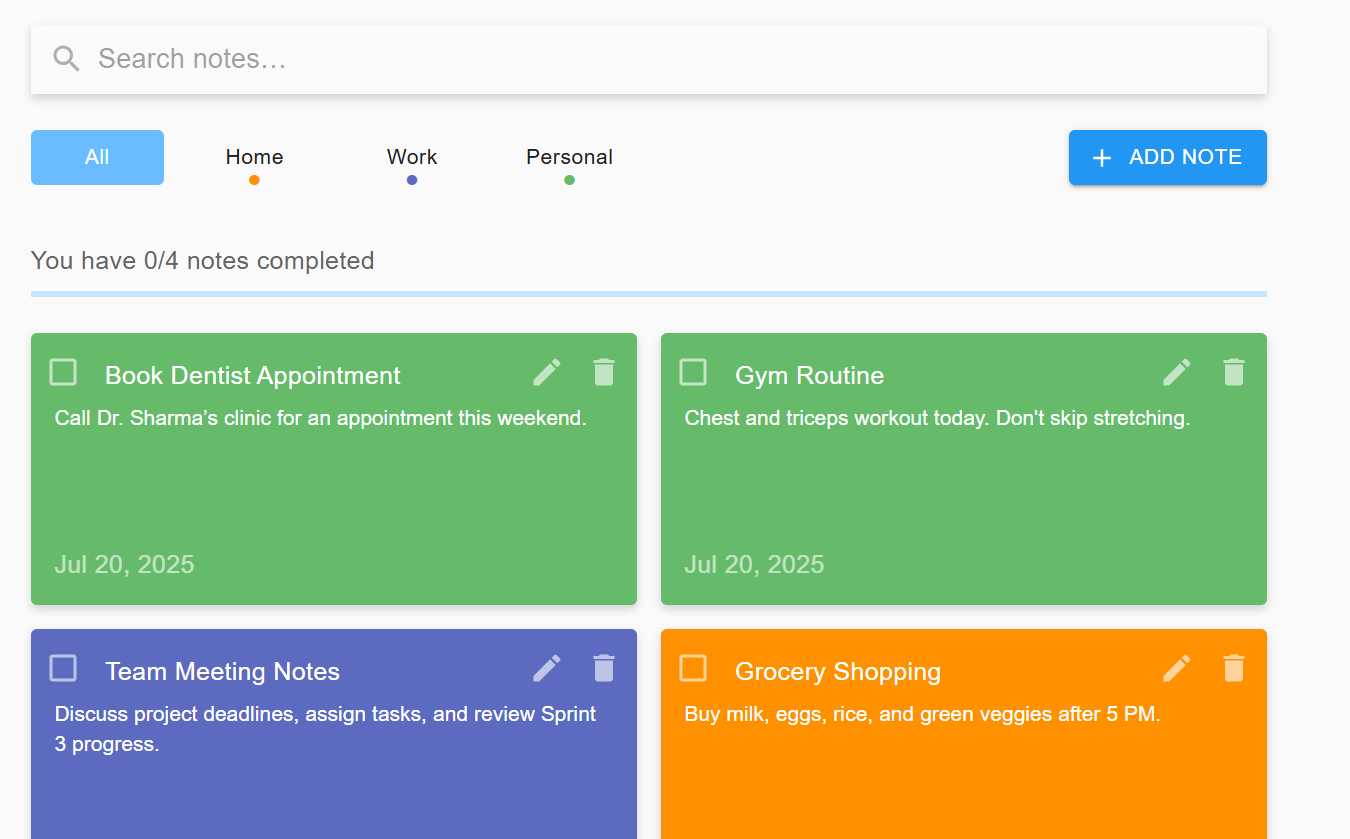 Search notes…
All
Home
Work
Personal
+ ADD NOTE
You have 0/4 notes completed
Book Dentist Appointment
Call Dr. Sharma’s clinic for an appointment this weekend.
Jul 20, 2025
Gym Routine
Chest and triceps workout today. Don't skip stretching.
Jul 20, 2025
Team Meeting Notes
Discuss project deadlines, assign tasks, and review Sprint
3 progress.
Grocery Shopping
Buy milk, eggs, rice, and green veggies after 5 PM.